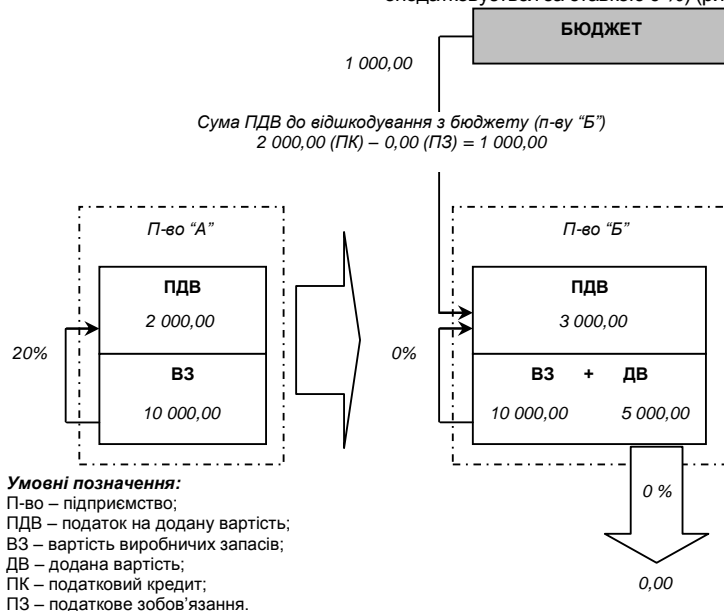 БЮДЖЕТ
1 000,00
Сума ПДВ до відшкодування з бюджету (п-ву “Б”)
2 000,00 (ПК) – 0,00 (ПЗ) = 1 000,00
П-во “А”
П-во “Б”
ПДВ
2 000,00
ПДВ
3 000,00
20%
0%
ВЗ
10 000,00
ВЗ + ДВ
10 000,00 5 000,00
Умовні позначення:
П-во – підприємство;
ПДВ – податок на додану вартість;
ВЗ – вартість виробничих запасів;
ДВ – додана вартість;
ПК – податковий кредит;
ПЗ – податкове зобов’язання.
0 %
0,00